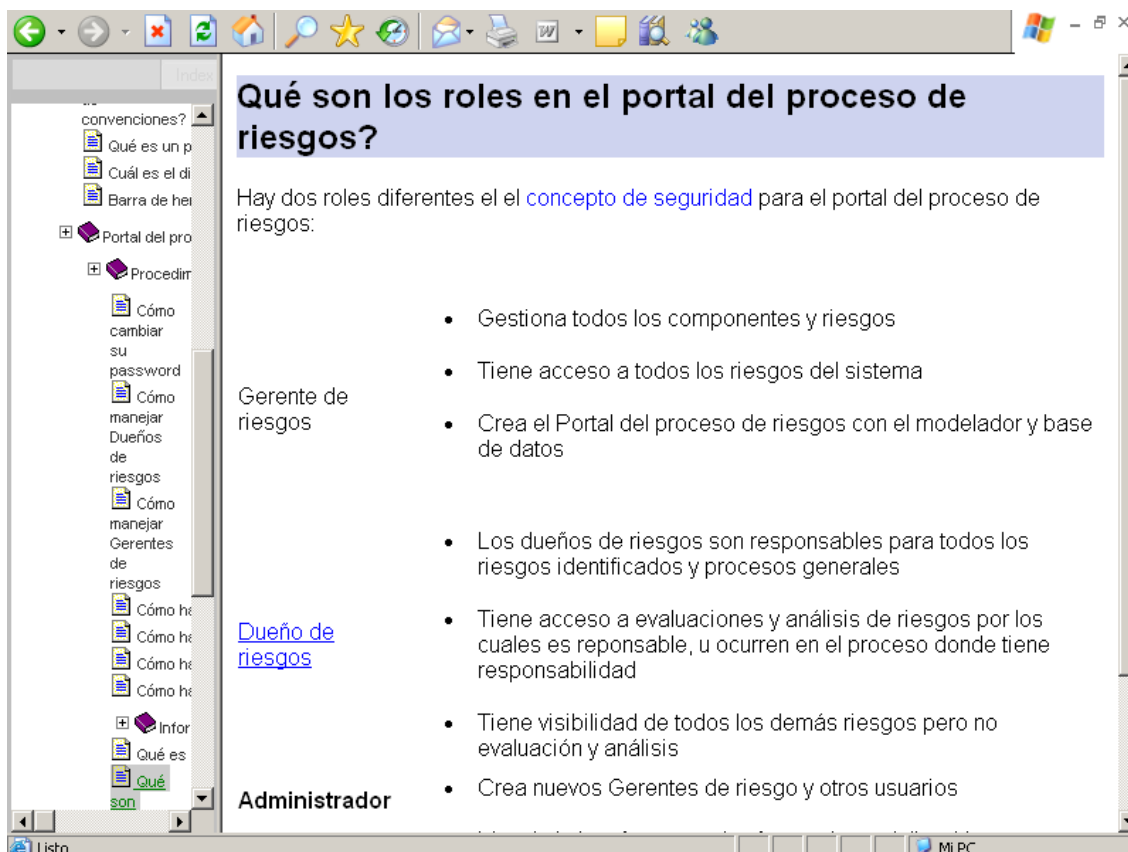 Index
de
convenciones?
Qué es un p
Cuál es el di
Barra de her
Portal del pro
Procedim
Cómo
cambiar
su
password
Cómo
manejar
Dueños
de
riesgos
Cómo
manejar
Gerentes
de
riesgos
Cómo ha
Cómo ha
Cómo ha
Cómo ha
Infor
Qué es
Qué
son
Qué son los roles en el portal del proceso de
riesgos?
Hay dos roles diferentes el el concepto de seguridad para el portal del proceso de
riesgos:
Gerente de
riesgos
• Gestiona todos los componentes y riesgos
• Tiene acceso a todos los riesgos del sistema
• Crea el Portal del proceso de riesgos con el modelador y base
de datos
Dueño de
riesgos
• Los dueños de riesgos son responsables para todos los
riesgos identificados y procesos generales
• Tiene acceso a evaluaciones y análisis de riesgos por los
cuales es reponsable, u ocurren en el proceso donde tiene
responsabilidad
• Tiene visibilidad de todos los demás riesgos pero no
evaluación y análisis
Administrador
• Crea nuevos Gerentes de riesgo y otros usuarios
Listo
Mi PC